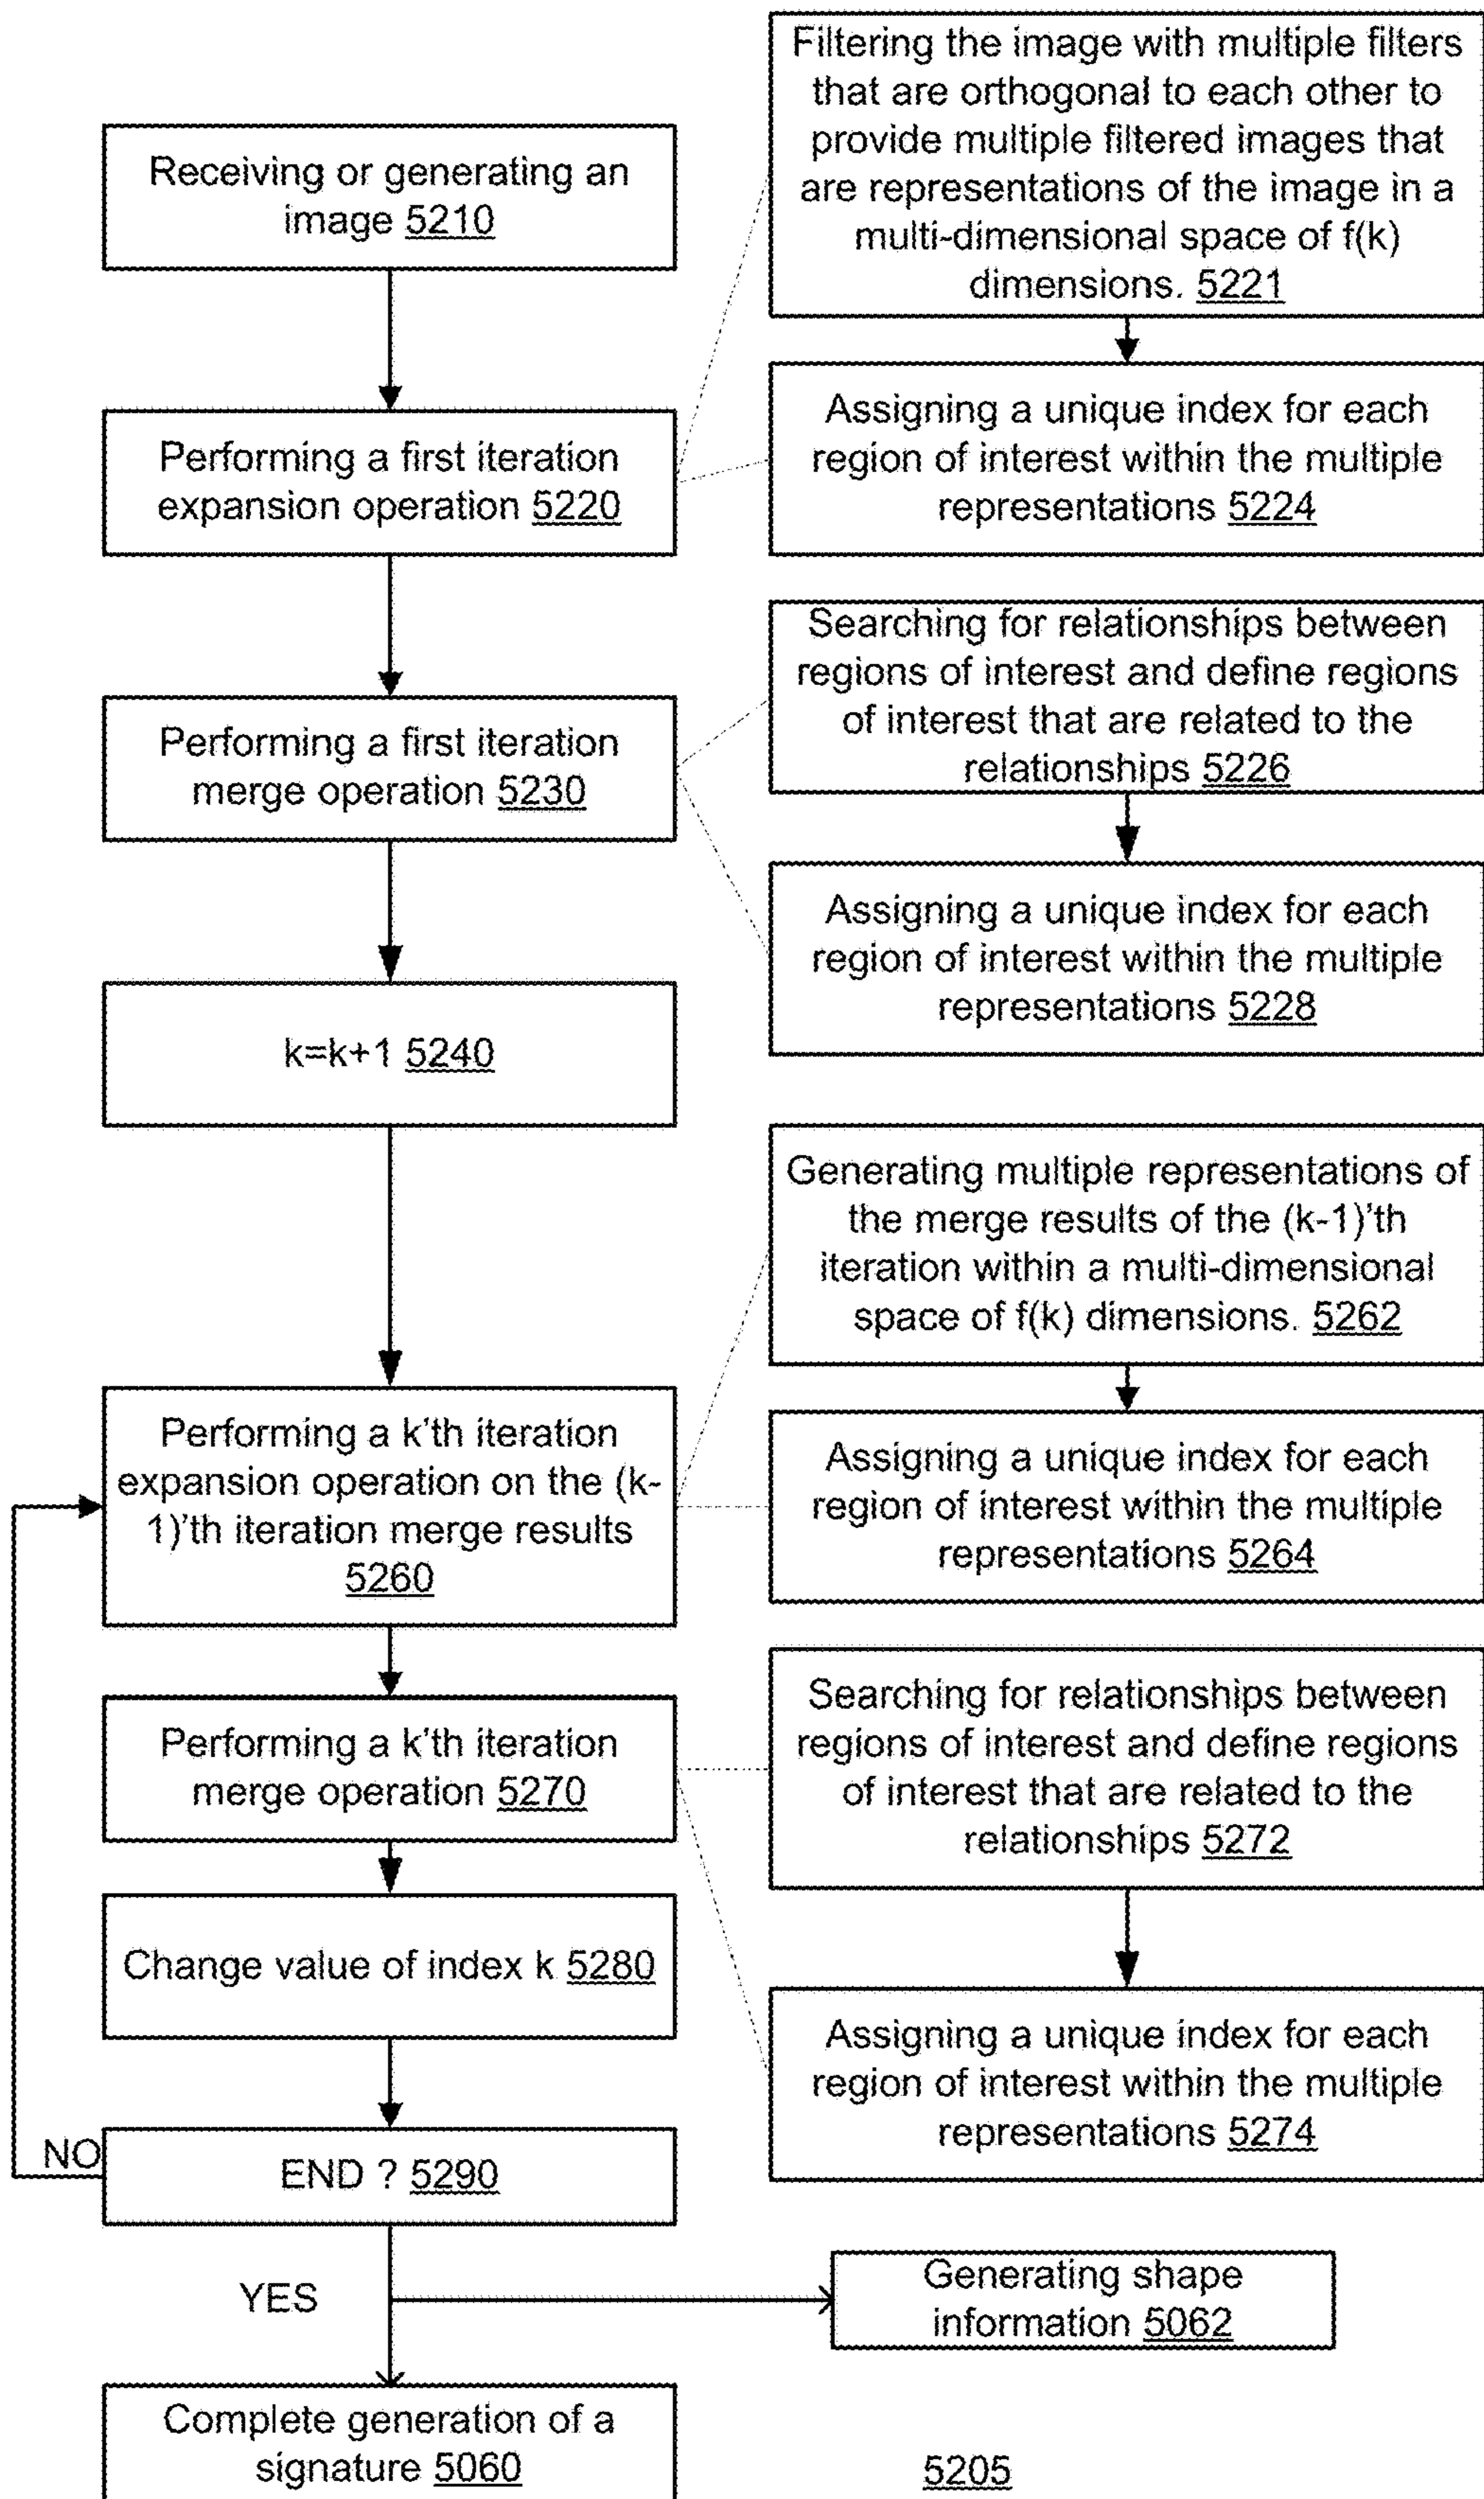 Receiving or generating an
image 5210
Filtering the image with multiple filters
that are orthogonal to each other to
provide multiple filtered images that
are representations of the image in a
multi-dimensional space of f(k)
dimensions. 5221
Performing a first iteration
expansion operation 5220
Assigning a unique index for each
region of interest within the multiple
representations 5224
Performing a first iteration
merge operation 5230
Searching for relationships between
regions of interest and define regions
of interest that are related to the
relationships 5226
Assigning a unique index for each
region of interest within the multiple
representations 5228
k=k+1 5240
Generating multiple representations of
the merge results of the (k-1)'th
iteration within a multi-dimensional
space of f(k) dimensions. 5262
Performing a k'th iteration
expansion operation on the (k-
1)'th iteration merge results
5260
Assigning a unique index for each
region of interest within the multiple
representations 5264
Performing a k'th iteration
merge operation 5270
Searching for relationships between
regions of interest and define regions
of interest that are related to the
relationships 5272
Change value of index k 5280
Assigning a unique index for each
region of interest within the multiple
representations 5274
NO
END ? 5290
YES
Generating shape
information 5062
Complete generation of a
signature 5060
5205